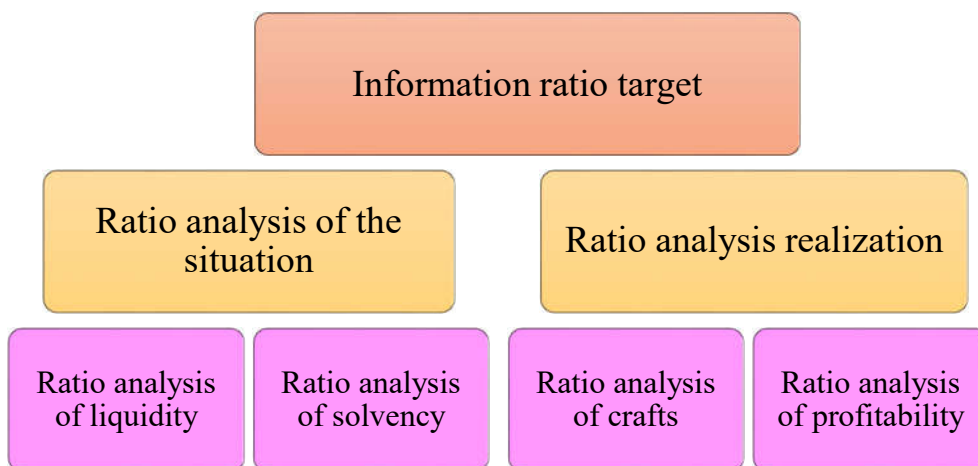 Information ratio target
Ratio analysis of the
situation
Ratio analysis realization
Ratio analysis
of liquidity
Ratio analysis
of solvency
Ratio analysis
of crafts
Ratio analysis
of profitability